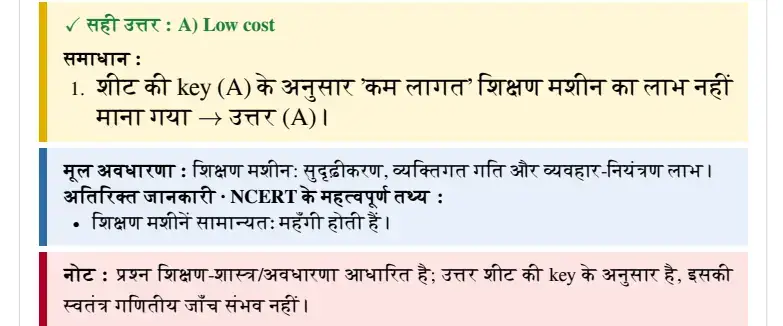 ✓ सही उत्तर : A) Low cost
समाधान :
1. शीट की key (A) के अनुसार 'कम लागत' शिक्षण मशीन का लाभ नहीं
माना गया → उत्तर (A)।
मूल अवधारणा : शिक्षण मशीन: सुदृढ़ीकरण, व्यक्तिगत गति और व्यवहार-नियंत्रण लाभ।
अतिरिक्त जानकारी · NCERT के महत्वपूर्ण तथ्य :
• शिक्षण मशीनें सामान्यतः महँगी होती हैं।
नोट : प्रश्न शिक्षण-शास्त्र/अवधारणा आधारित है; उत्तर शीट की key के अनुसार है, इसकी
स्वतंत्र गणितीय जाँच संभव नहीं।